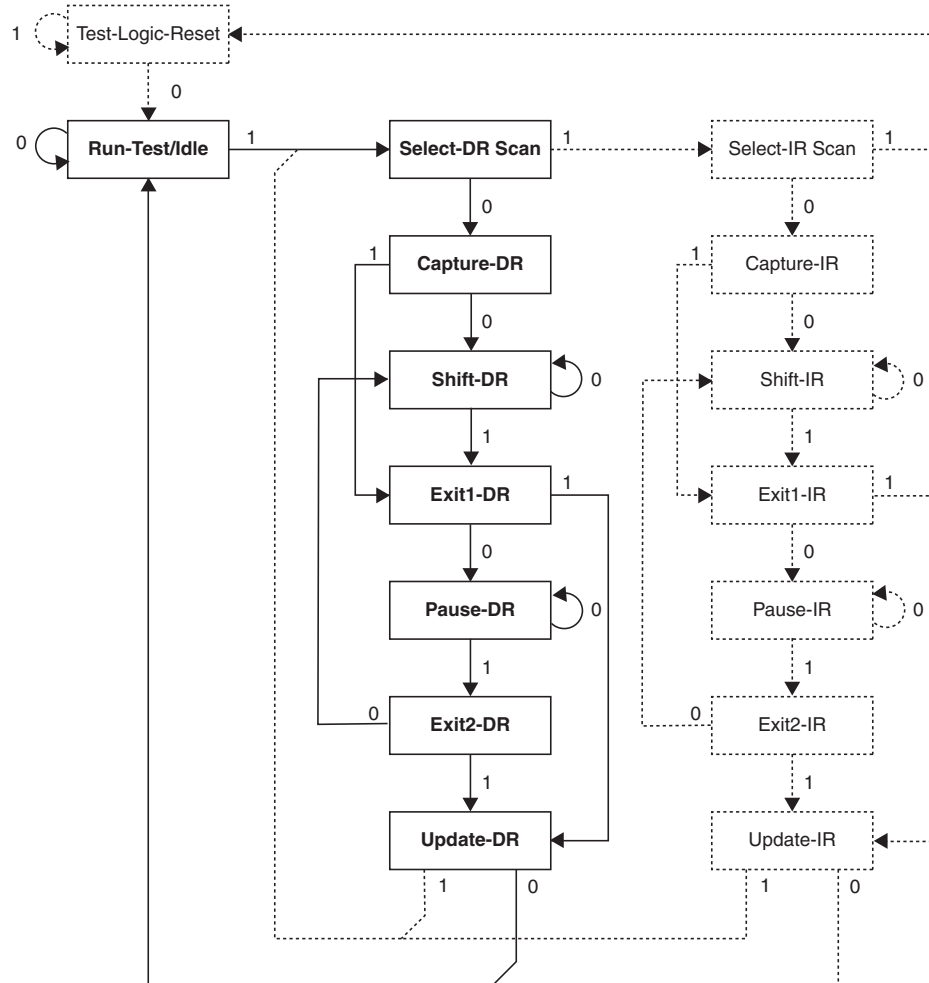 1 Test-Logic-Reset
0
0 Run-Test/Idle 1 Select-DR Scan 1 Select-IR Scan 1
0 0
1 Capture-DR 1 Capture-IR
0 0
Shift-DR 0 Shift-IR 0
1 1
Exit1-DR 1 Exit1-IR 1
0 0
Pause-DR 0 Pause-IR 0
1 1
0 Exit2-DR 0 Exit2-IR
1 1
Update-DR Update-IR
1 0 1 0